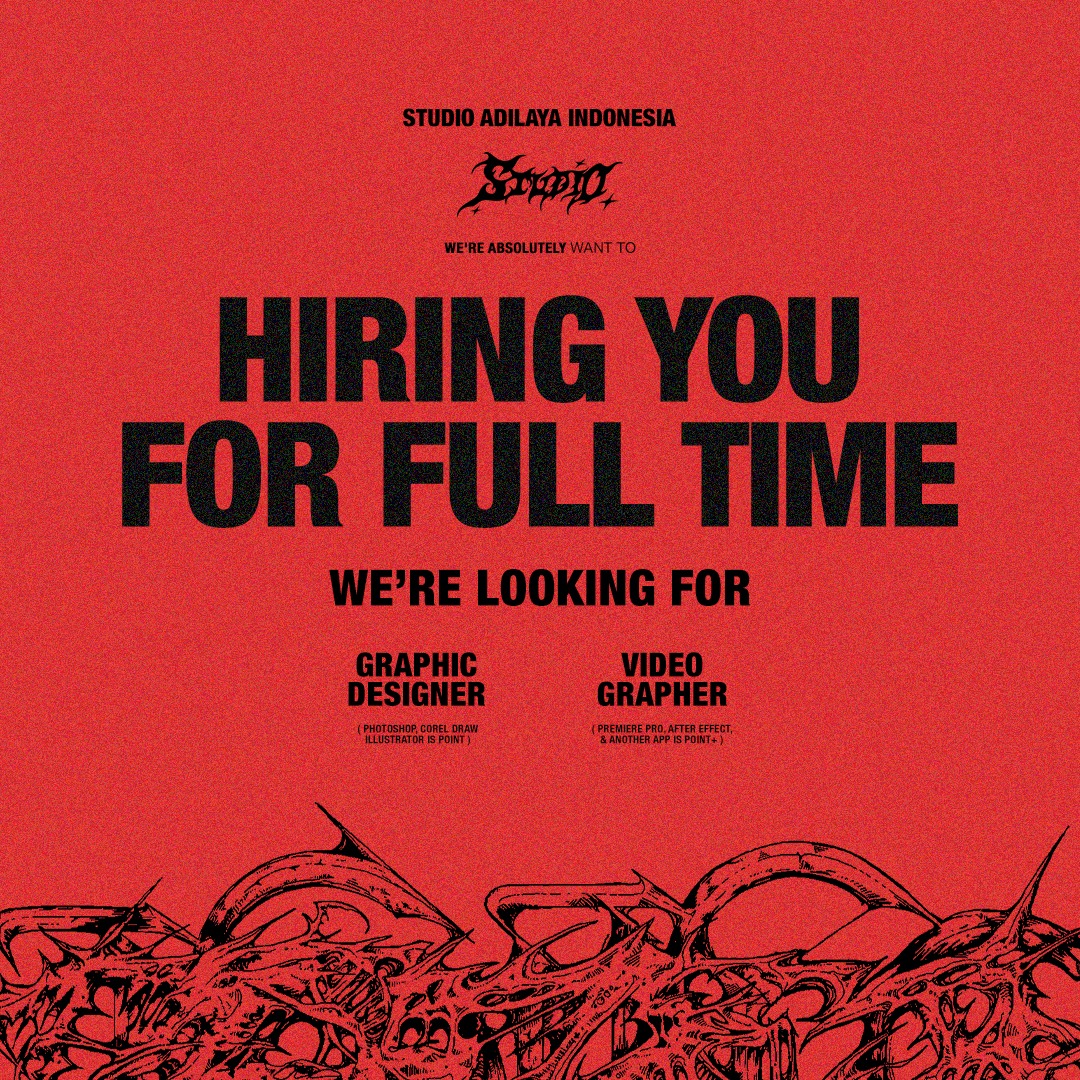 STUDIO ADILAYA INDONESIA
STUDIO
WE'RE ABSOLUTELY WANT TO
HIRING YOU
FOR FULL TIME
WE'RE LOOKING FOR
GRAPHIC
DESIGNER
( PHOTOSHOP, COREL DRAW
ILLUSTRATOR IS POINT )
VIDEO
GRAPHER
( PREMIERE PRO, AFTER EFFECT,
& ANOTHER APP IS POINT+ )